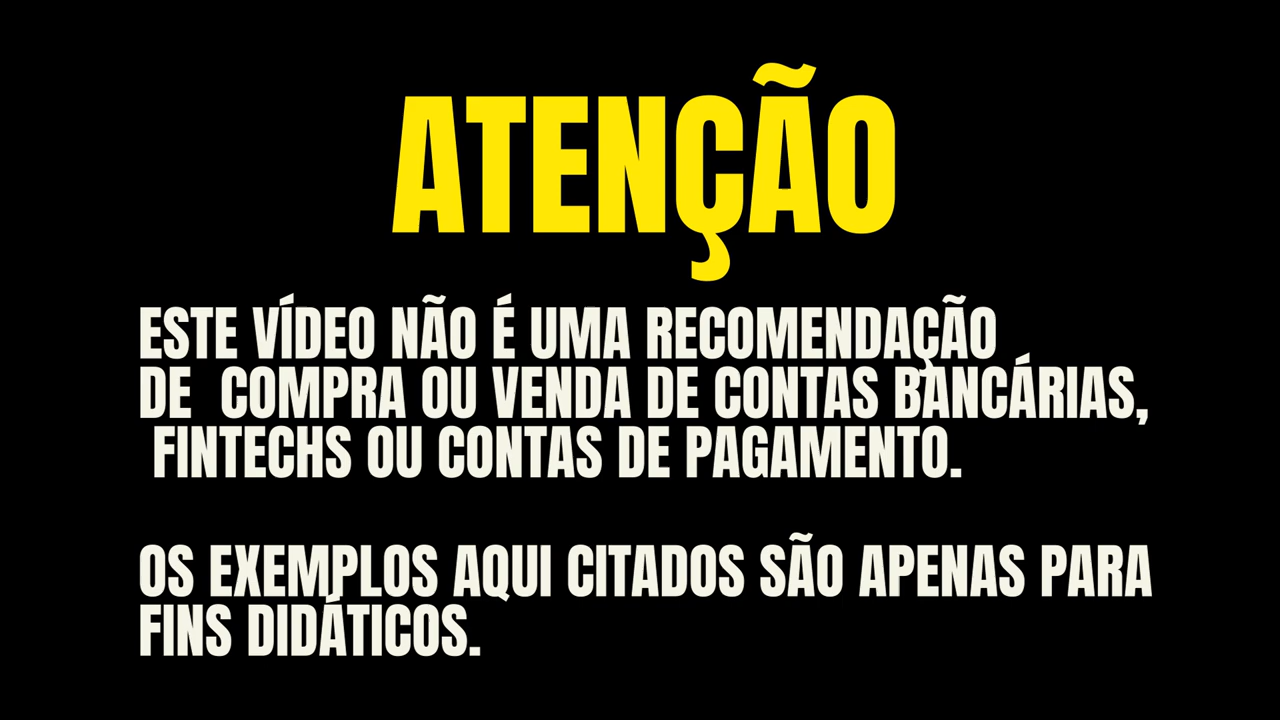 ATENÇÃO
ESTE VÍDEO NÃO É UMA RECOMENDAÇÃO
DE COMPRA OU VENDA DE CONTAS BANCÁRIAS,
FINTECHS OU CONTAS DE PAGAMENTO.
OS EXEMPLOS AQUI CITADOS SÃO APENAS PARA
FINS DIDÁTICOS.